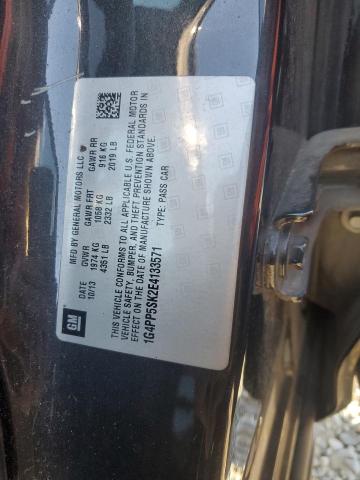 GM
MFD BY GENERAL MOTORS LLC
DATE GVWR GAWR FRT GAWR RR
10/13 1974 KG 1058 KG 916 KG
4351 LB 2332 LB 2019 LB
THIS VEHICLE CONFORMS TO ALL APPLICABLE U.S. FEDERAL MOTOR
VEHICLE SAFETY, BUMPER, AND THEFT PREVENTION STANDARDS IN
EFFECT ON THE DATE OF MANUFACTURE SHOWN ABOVE.
1G4PP5SK2E4133571 TYPE: PASS CAR